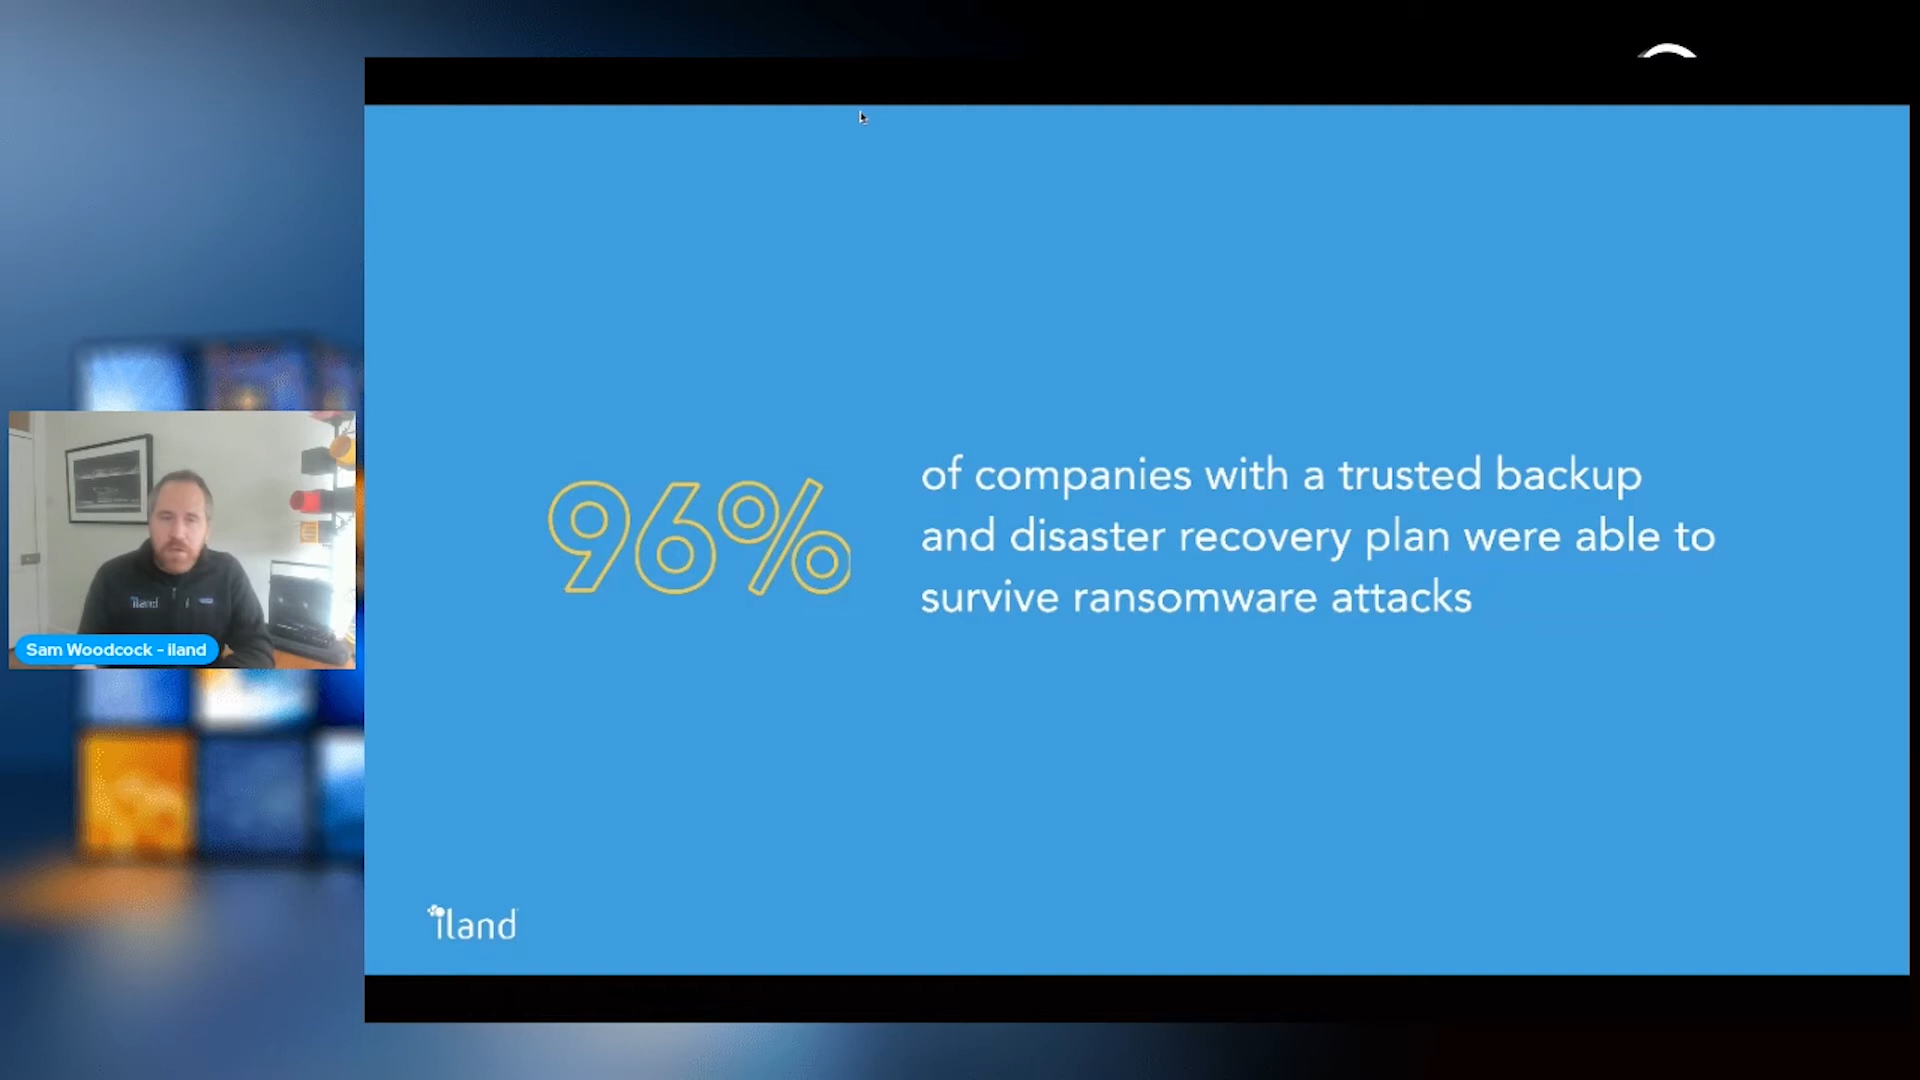 96%
of companies with a trusted backup
and disaster recovery plan were able to
survive ransomware attacks
iland
Sam Woodcock - iland
iland